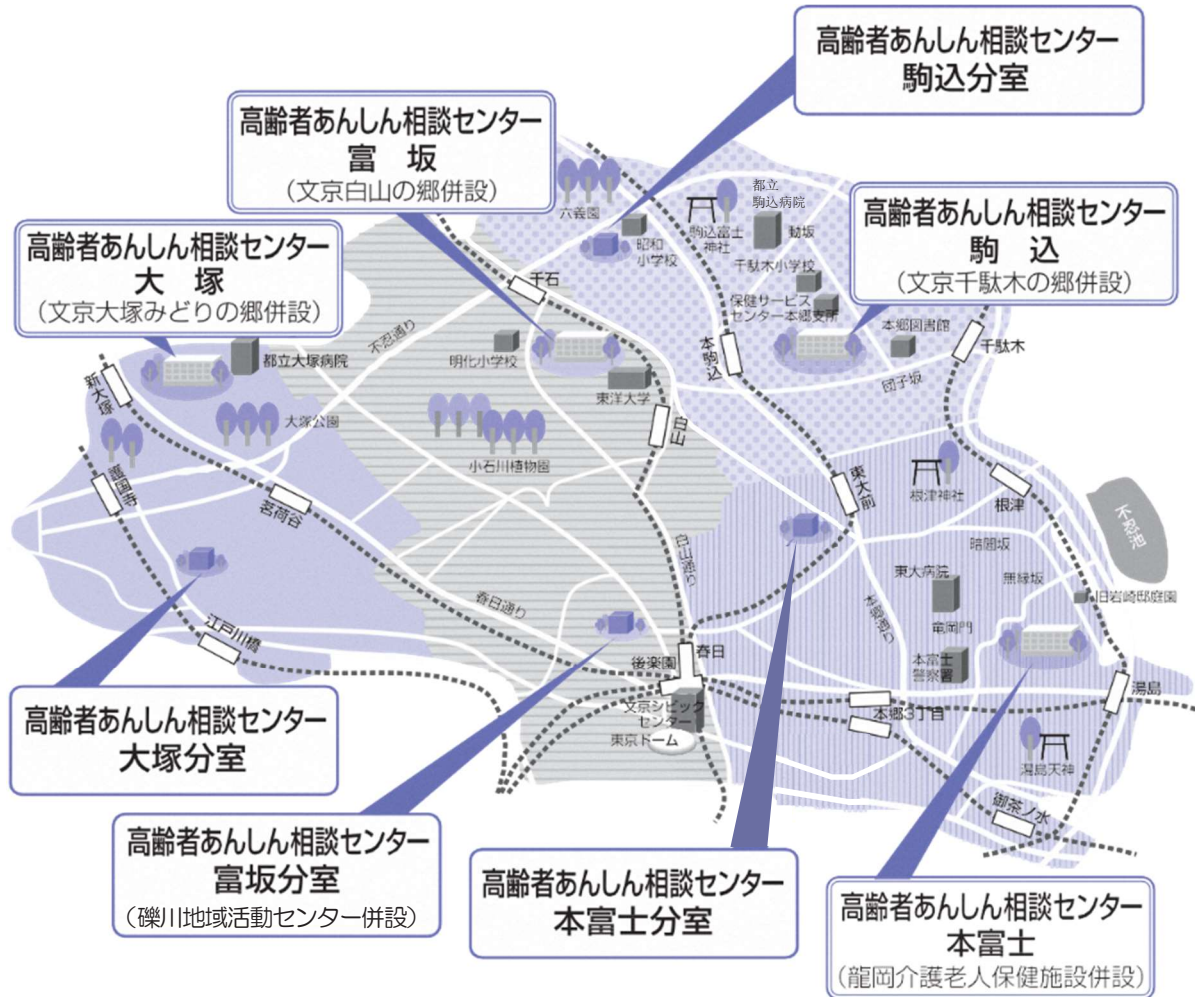 高齢者あんしん相談センター
駒込分室
高齢者あんしん相談センター
富 坂
(文京白山の郷併設)
高齢者あんしん相談センター
駒 込
(文京千駄木の郷併設)
高齢者あんしん相談センター
大 塚
(文京大塚みどりの郷併設)
六義園
昭和
小学校
駒込富士
神社
都立
駒込病院
動坂
千駄木小学校
保健サービス
センター本郷支所
本郷図書館
千駄木
団子坂
千石
不忍通り
明化小学校
東洋大学
本駒込
白山
新大塚
都立大塚病院
大塚公園
護国寺
茗荷谷
小石川植物園
東大前
根津神社
根津
不忍池
暗闇坂
無縁坂
旧岩崎邸庭園
東大病院
竜岡門
本富士
警察署
白山通り
本郷通り
春日通り
江戸川橋
後楽園
春日
文京シビック
センター
東京ドーム
本郷3丁目
湯島
湯島天神
御茶ノ水
高齢者あんしん相談センター
大塚分室
高齢者あんしん相談センター
富坂分室
(礫川地域活動センター併設)
高齢者あんしん相談センター
本富士分室
高齢者あんしん相談センター
本富士
(龍岡介護老人保健施設併設)